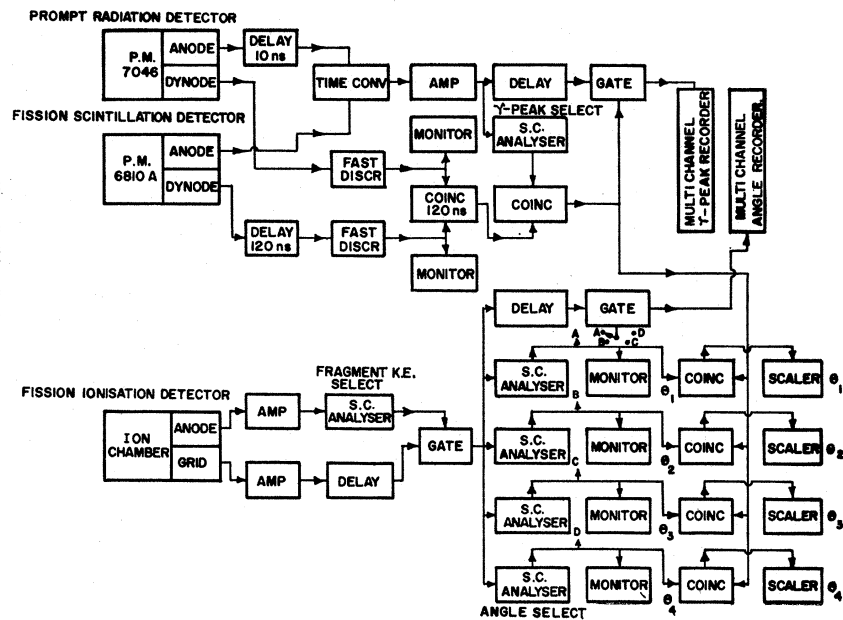 PROMPT RADIATION DETECTOR
P.M.
7046
ANODE
DYNODE
DELAY
10 ns
TIME CONV
AMP
DELAY
GATE
ϒ-PEAK SELECT
S.C.
ANALYSER
MULTI CHANNEL
ϒ-PEAK RECORDER
MULTI CHANNEL
ANGLE RECORDER.
FISSION SCINTILLATION DETECTOR
P.M.
6810 A
ANODE
DYNODE
MONITOR
FAST
DISCR
COINC
120 ns
COINC
DELAY
120 ns
FAST
DISCR
MONITOR
DELAY
GATE
A
B
C
D
A
S.C.
ANALYSER
MONITOR
θ1
COINC
SCALER
θ1
FRAGMENT K.E.
SELECT
FISSION IONISATION DETECTOR
ION
CHAMBER
ANODE
GRID
AMP
S.C.
ANALYSER
GATE
AMP
DELAY
B
S.C.
ANALYSER
MONITOR
θ2
COINC
SCALER
θ2
C
S.C.
ANALYSER
MONITOR
θ3
COINC
SCALER
θ3
D
S.C.
ANALYSER
MONITOR
θ4
COINC
SCALER
θ4
ANGLE SELECT